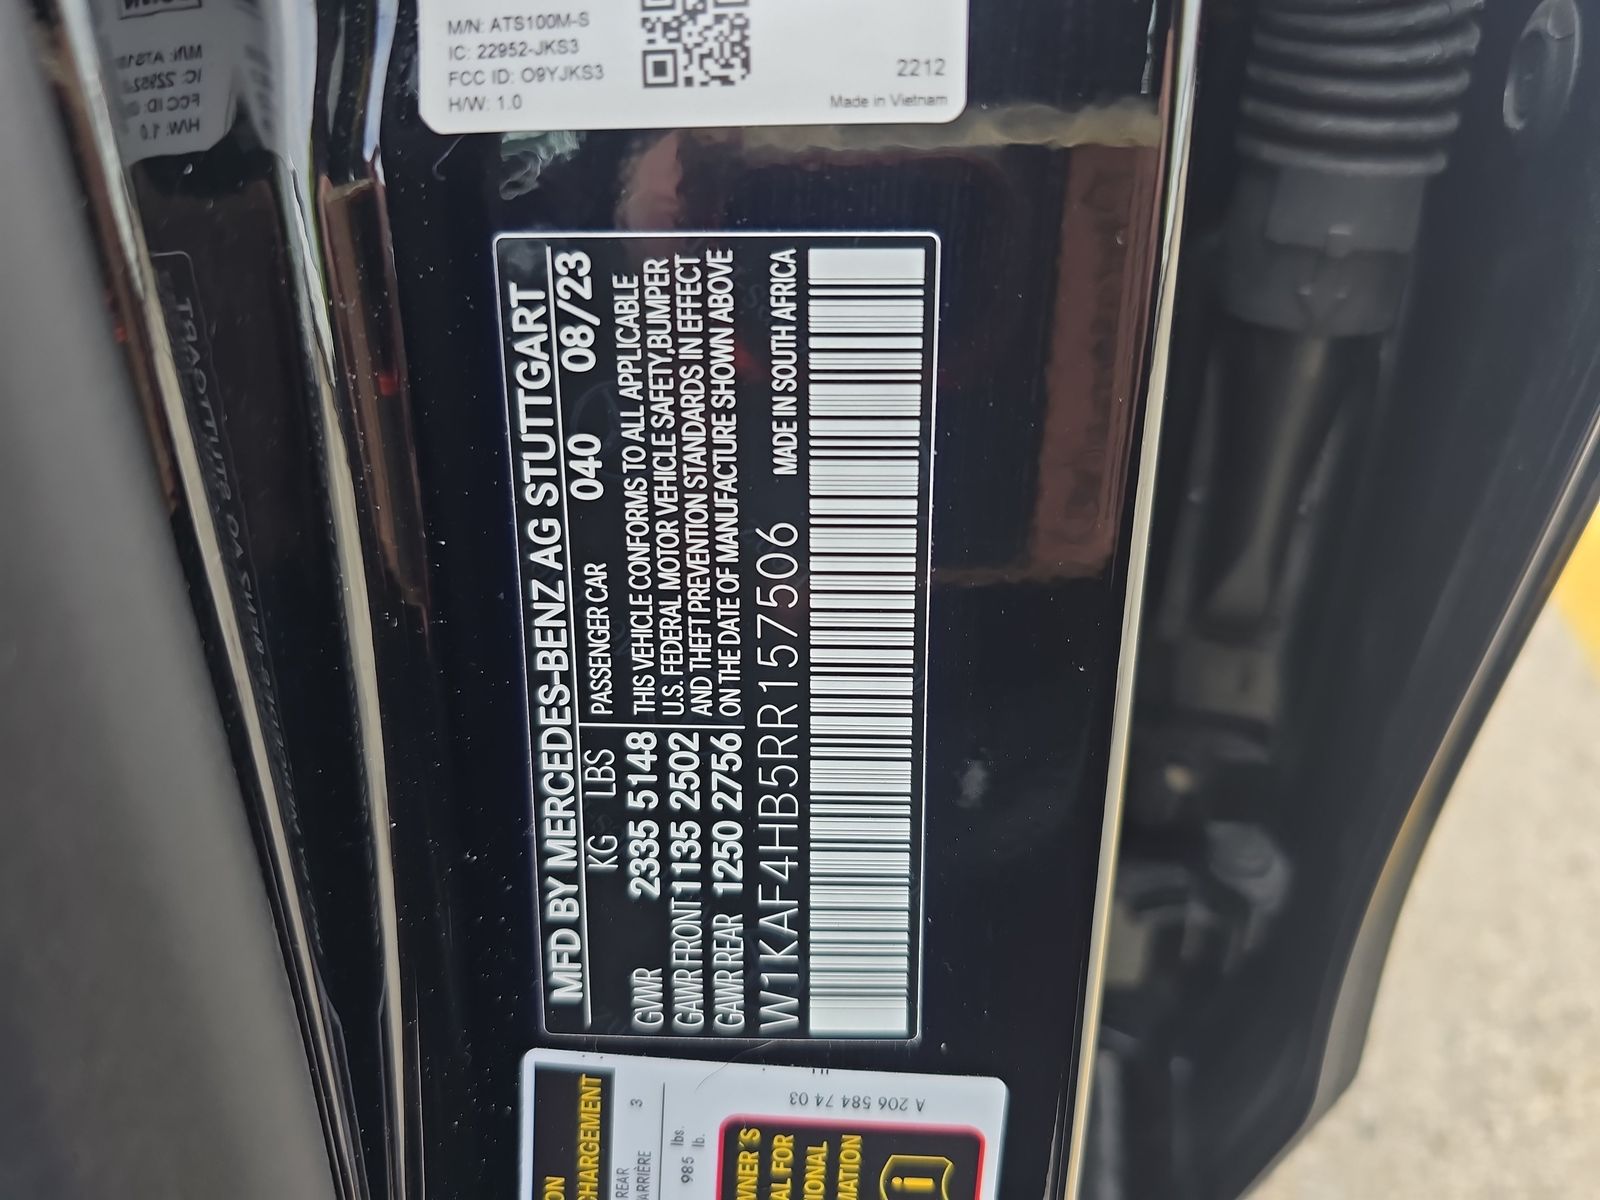 M/N: ATS100M-S
IC: 22952-JKS3
FCC ID: O9YJKS3
H/W: 1.0
2212
Made in Vietnam
MFD BY MERCEDES-BENZ AG STUTTGART
KG LBS PASSENGER CAR 040 08/23
GVWR 2335 5148
GAWR FRONT 1135 2502
GAWR REAR 1250 2756
THIS VEHICLE CONFORMS TO ALL APPLICABLE
U.S. FEDERAL MOTOR VEHICLE SAFETY,BUMPER
AND THEFT PREVENTION STANDARDS IN EFFECT
ON THE DATE OF MANUFACTURE SHOWN ABOVE
W1KAF4HB5RR157506 MADE IN SOUTH AFRICA
CHARGEMENT
REAR 3
ARRIÈRE
985 lbs.
lb.
A 206 584 74 03